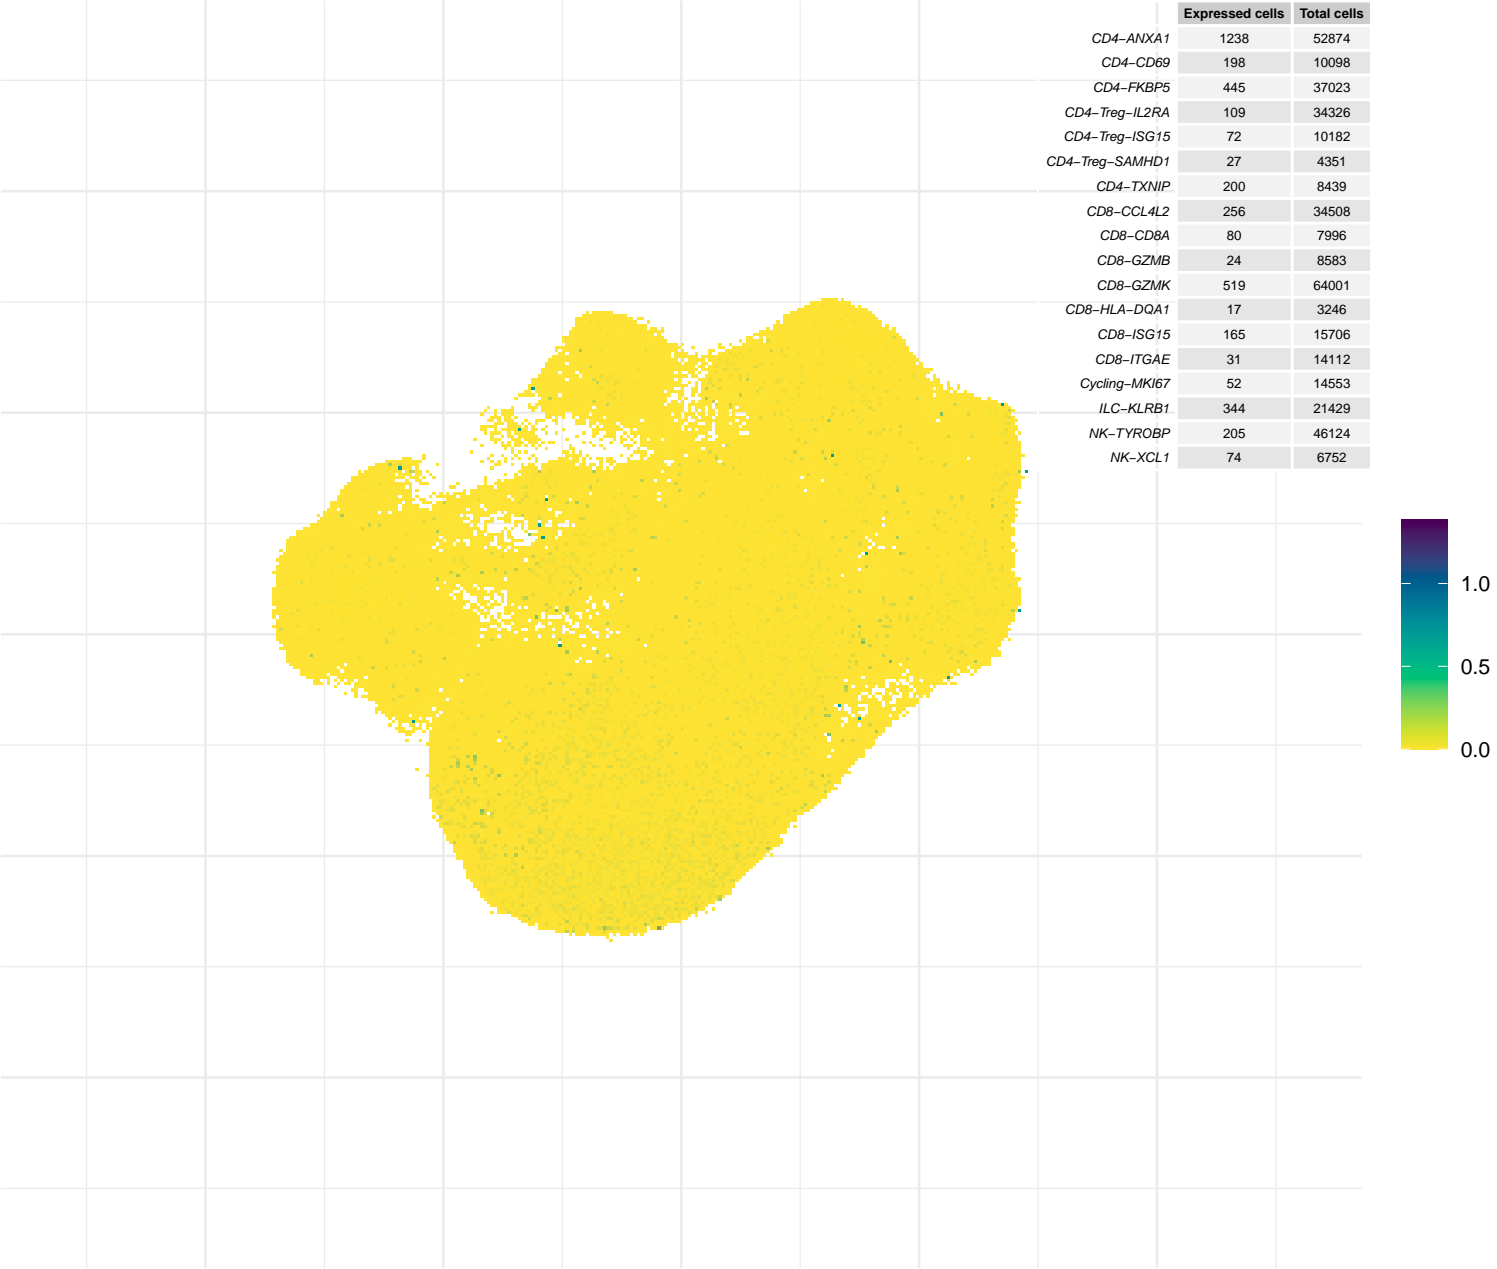 Expressed cells Total cells
CD4−ANXA1 1238 52874
CD4−CD69 198 10098
CD4−FKBP5 445 37023
CD4−Treg−IL2RA 109 34326
CD4−Treg−ISG15 72 10182
CD4−Treg−SAMHD1 27 4351
CD4−TXNIP 200 8439
CD8−CCL4L2 256 34508
CD8−CD8A 80 7996
CD8−GZMB 24 8583
CD8−GZMK 519 64001
CD8−HLA−DQA1 17 3246
CD8−ISG15 165 15706
CD8−ITGAE 31 14112
Cycling−MKI67 52 14553
ILC−KLRB1 344 21429
NK−TYROBP 205 46124
NK−XCL1 74 6752
1.0
0.5
0.0